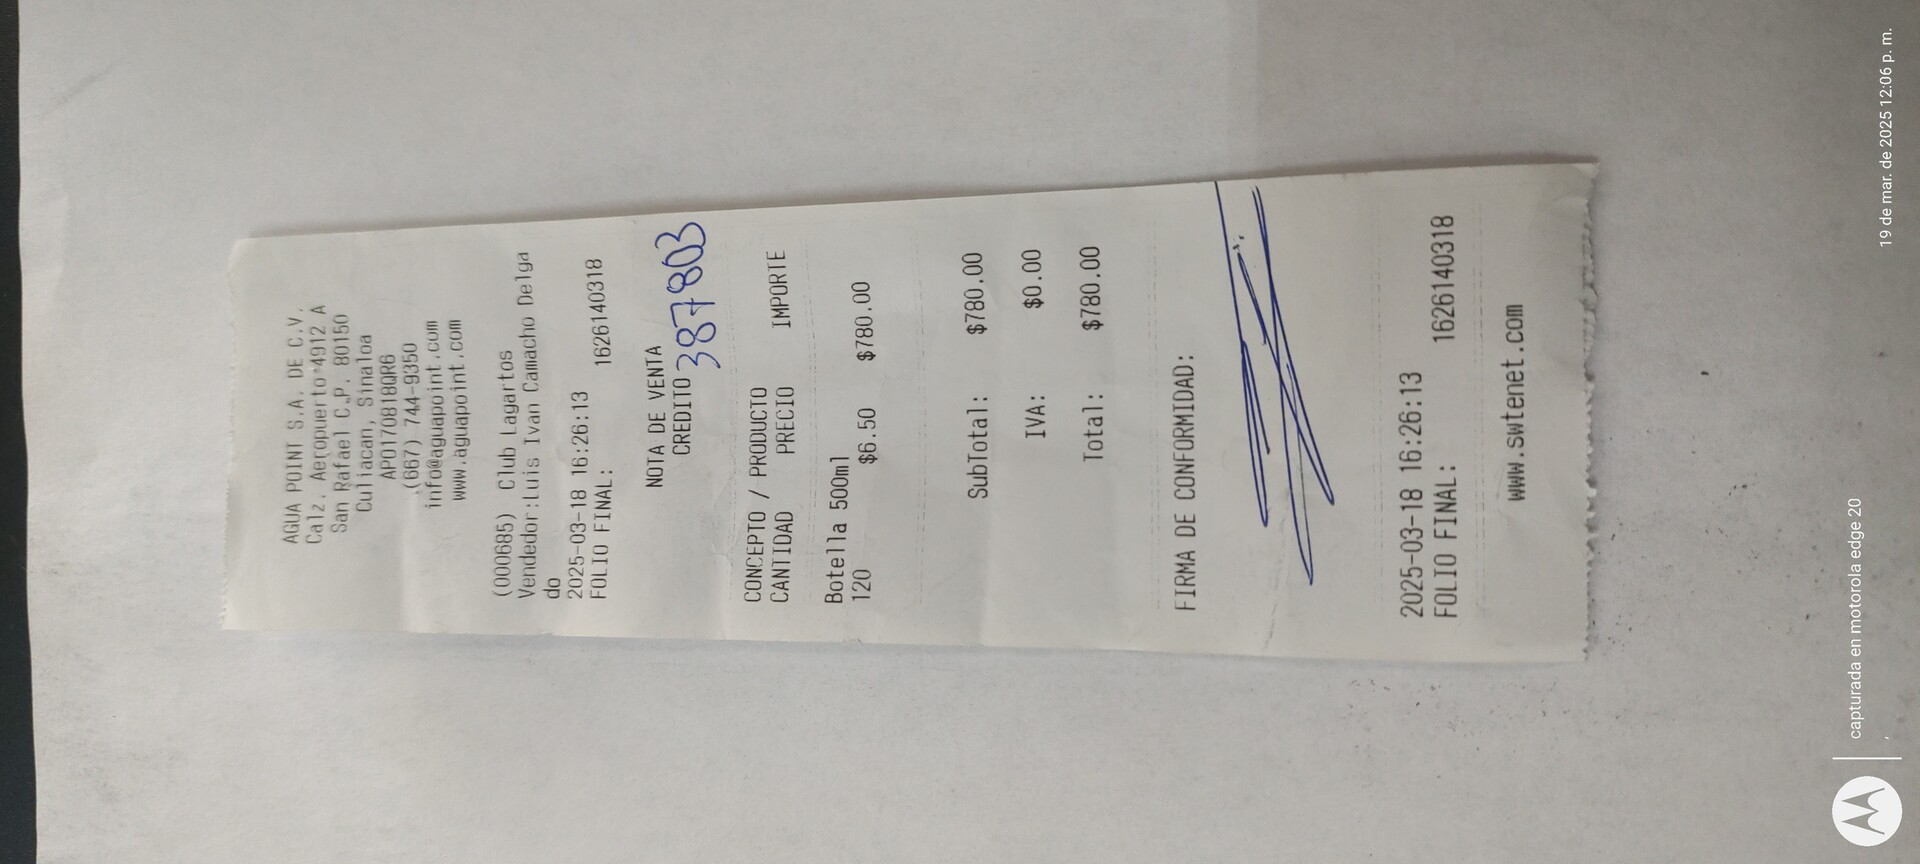 AGUA POINT S.A. DE C.V.
Calz. Aeropuerto 4912 A
San Rafael C.P. 80150
Culiacan, Sinaloa
APO170818QR6
(667) 744-9350
info@aguapoint.com
www.aguapoint.com
(000685) Club Lagartos
Vendedor:Luis Ivan Camacho Delga
do
2025-03-18 16:26:13
FOLIO FINAL: 1626140318
NOTA DE VENTA
CREDITO 387803
CONCEPTO / PRODUCTO
CANTIDAD PRECIO IMPORTE
Botella 500ml
120 $6.50 $780.00
SubTotal: $780.00
IVA: $0.00
Total: $780.00
FIRMA DE CONFORMIDAD:
2025-03-18 16:26:13
FOLIO FINAL: 1626140318
www.swtenet.com
capturada en motorola edge 20
19 de mar. de 2025 12:06 p. m.